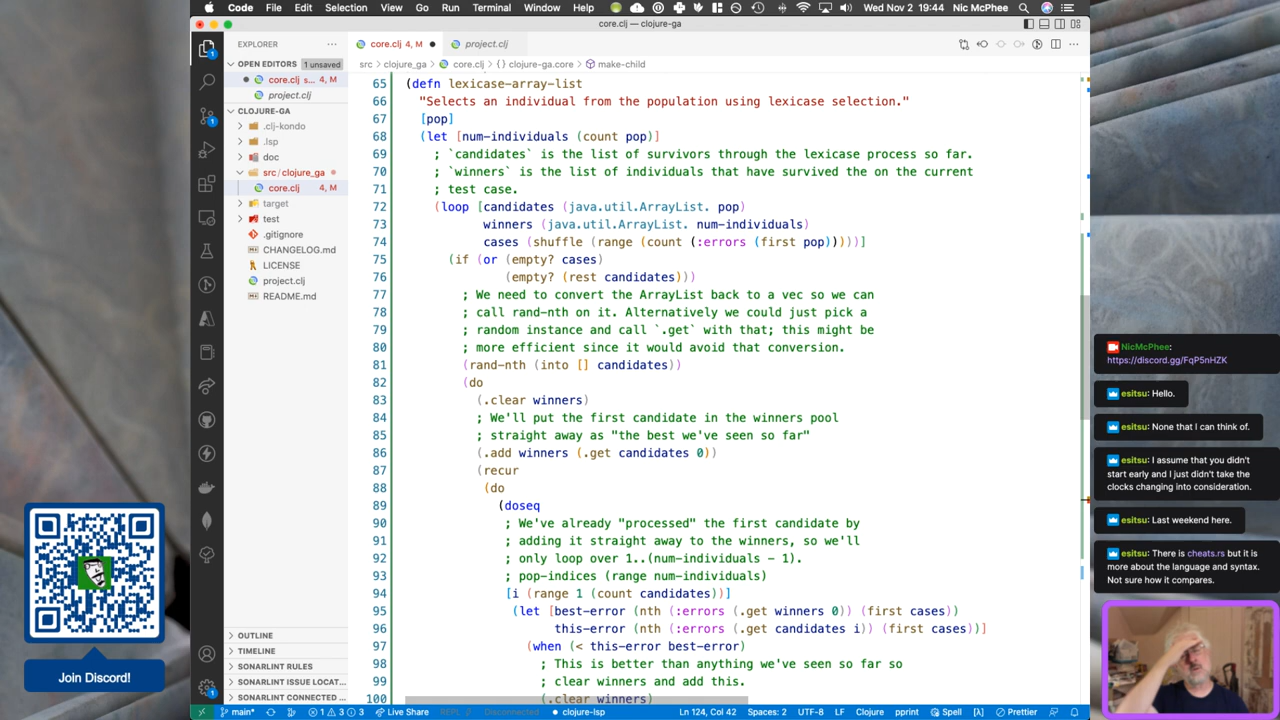 Code File Edit Selection View Go Run Terminal Window Help Wed Nov 2 19:44 Nic McPhee
core.clj — clojure-ga
EXPLORER
OPEN EDITORS 1 unsaved
core.clj s... 4, M
project.clj
CLOJURE-GA
.clj-kondo
.lsp
doc
src/clojure_ga
core.clj 4, M
target
test
.gitignore
CHANGELOG.md
LICENSE
project.clj
README.md
OUTLINE
TIMELINE
SONARLINT RULES
SONARLINT ISSUE LOCAT...
SONARLINT CONNECTED ...
core.clj 4, M
project.clj
src > clojure_ga > core.clj > {} clojure-ga.core > make-child
65 (defn lexicase-array-list
66 "Selects an individual from the population using lexicase selection."
67 [pop]
68 (let [num-individuals (count pop)]
69 ; `candidates` is the list of survivors through the lexicase process so far.
70 ; `winners` is the list of individuals that have survived the on the current
71 ; test case.
72 (loop [candidates (java.util.ArrayList. pop)
73 winners (java.util.ArrayList. num-individuals)
74 cases (shuffle (range (count (:errors (first pop)))))]
75 (if (or (empty? cases)
76 (empty? (rest candidates)))
77 ; We need to convert the ArrayList back to a vec so we can
78 ; call rand-nth on it. Alternatively we could just pick a
79 ; random instance and call `.get` with that; this might be
80 ; more efficient since it would avoid that conversion.
81 (rand-nth (into [] candidates))
82 (do
83 (.clear winners)
84 ; We'll put the first candidate in the winners pool
85 ; straight away as "the best we've seen so far"
86 (.add winners (.get candidates 0))
87 (recur
88 (do
89 (doseq
90 ; We've already "processed" the first candidate by
91 ; adding it straight away to the winners, so we'll
92 ; only loop over 1..(num-individuals - 1).
93 ; pop-indices (range num-individuals)
94 [i (range 1 (count candidates))]
95 (let [best-error (nth (:errors (.get winners 0)) (first cases))
96 this-error (nth (:errors (.get candidates i)) (first cases))]
97 (when (< this-error best-error)
98 ; This is better than anything we've seen so far so
99 ; clear winners and add this.
100 (.clear winners)
main* 1 3 3 Live Share REPL Disconnected clojure-lsp Ln 124, Col 42 Spaces: 2 UTF-8 LF Clojure pprint Spell [λ] Prettier
Join Discord!
NicMcPhee:
https://discord.gg/FqP5nHZK
esitsu: Hello.
esitsu: None that I can think of.
esitsu: I assume that you didn't
start early and I just didn't take the
clocks changing into consideration.
esitsu: Last weekend here.
esitsu: There is cheats.rs but it is
more about the language and syntax.
Not sure how it compares.